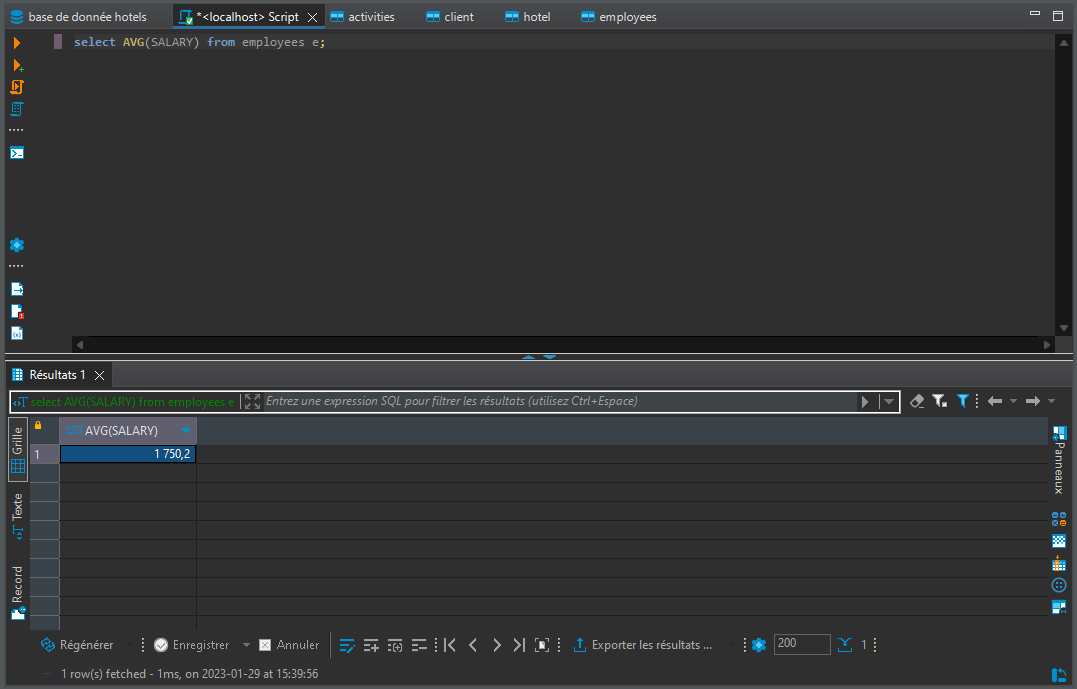 base de donnée hotels
*<localhost> Script
activities
client
hotel
employees
select AVG(SALARY) from employees e;
Résultats 1
select AVG(SALARY) from employees e
Entrez une expression SQL pour filtrer les résultats (utilisez Ctrl+Espace)
Grille
Texte
Record
123 AVG(SALARY)
1
1 750,2
Panneaux
Régénérer
Enregistrer
Annuler
Exporter les résultats ...
200
1
1 row(s) fetched - 1ms, on 2023-01-29 at 15:39:56